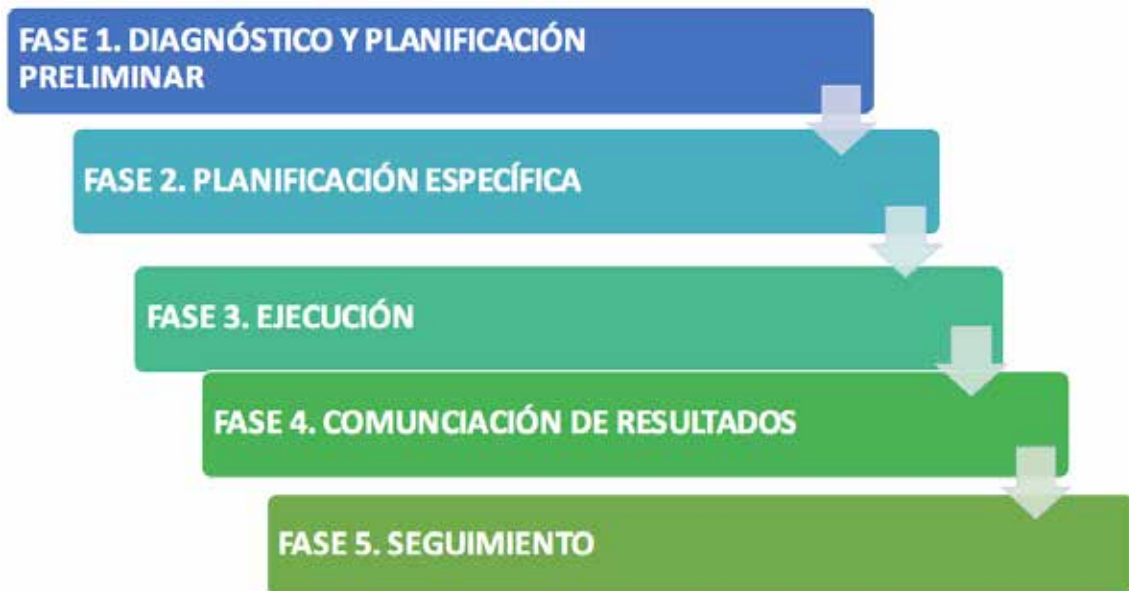 FASE 1. DIAGNÓSTICO Y PLANIFICACIÓN
PRELIMINAR
FASE 2. PLANIFICACIÓN ESPECÍFICA
FASE 3. EJECUCIÓN
FASE 4. COMUNCIACIÓN DE RESULTADOS
FASE 5. SEGUIMIENTO